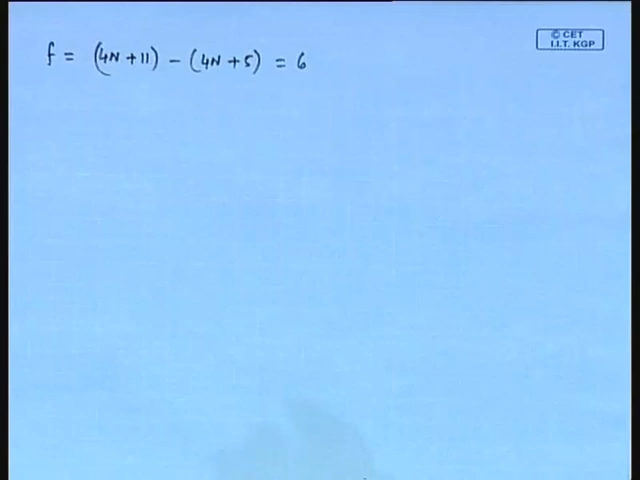 f = (4N + 11) - (4N + 5) = 6
© CET
I.I.T. KGP